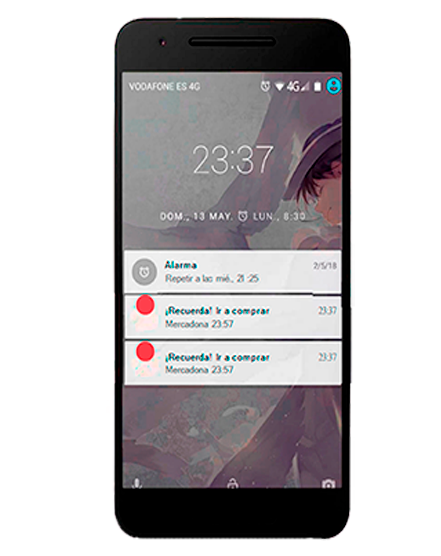 VODAFONE ES 4G 4G
23:37
DOM., 13 MAY. LUN., 8:30
Alarma 2/5/18
Repetir a las mié., 21:25
¡Recuerda! Ir a comprar 23:37
Mercadona 23:57
¡Recuerda! Ir a comprar 23:37
Mercadona 23:57